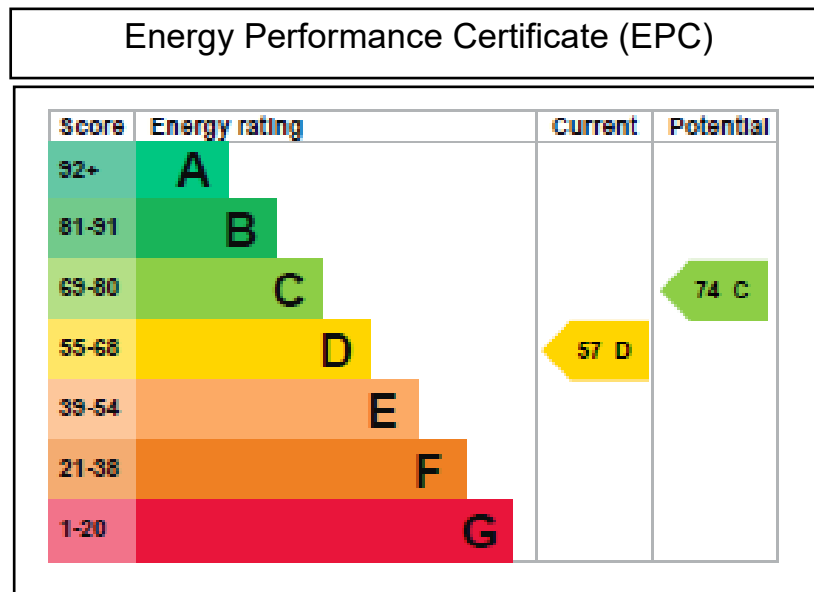 Energy Performance Certificate (EPC)
Score Energy rating Current Potential
92+ A
81-91 B
69-80 C 74 C
55-68 D 57 D
39-54 E
21-38 F
1-20 G